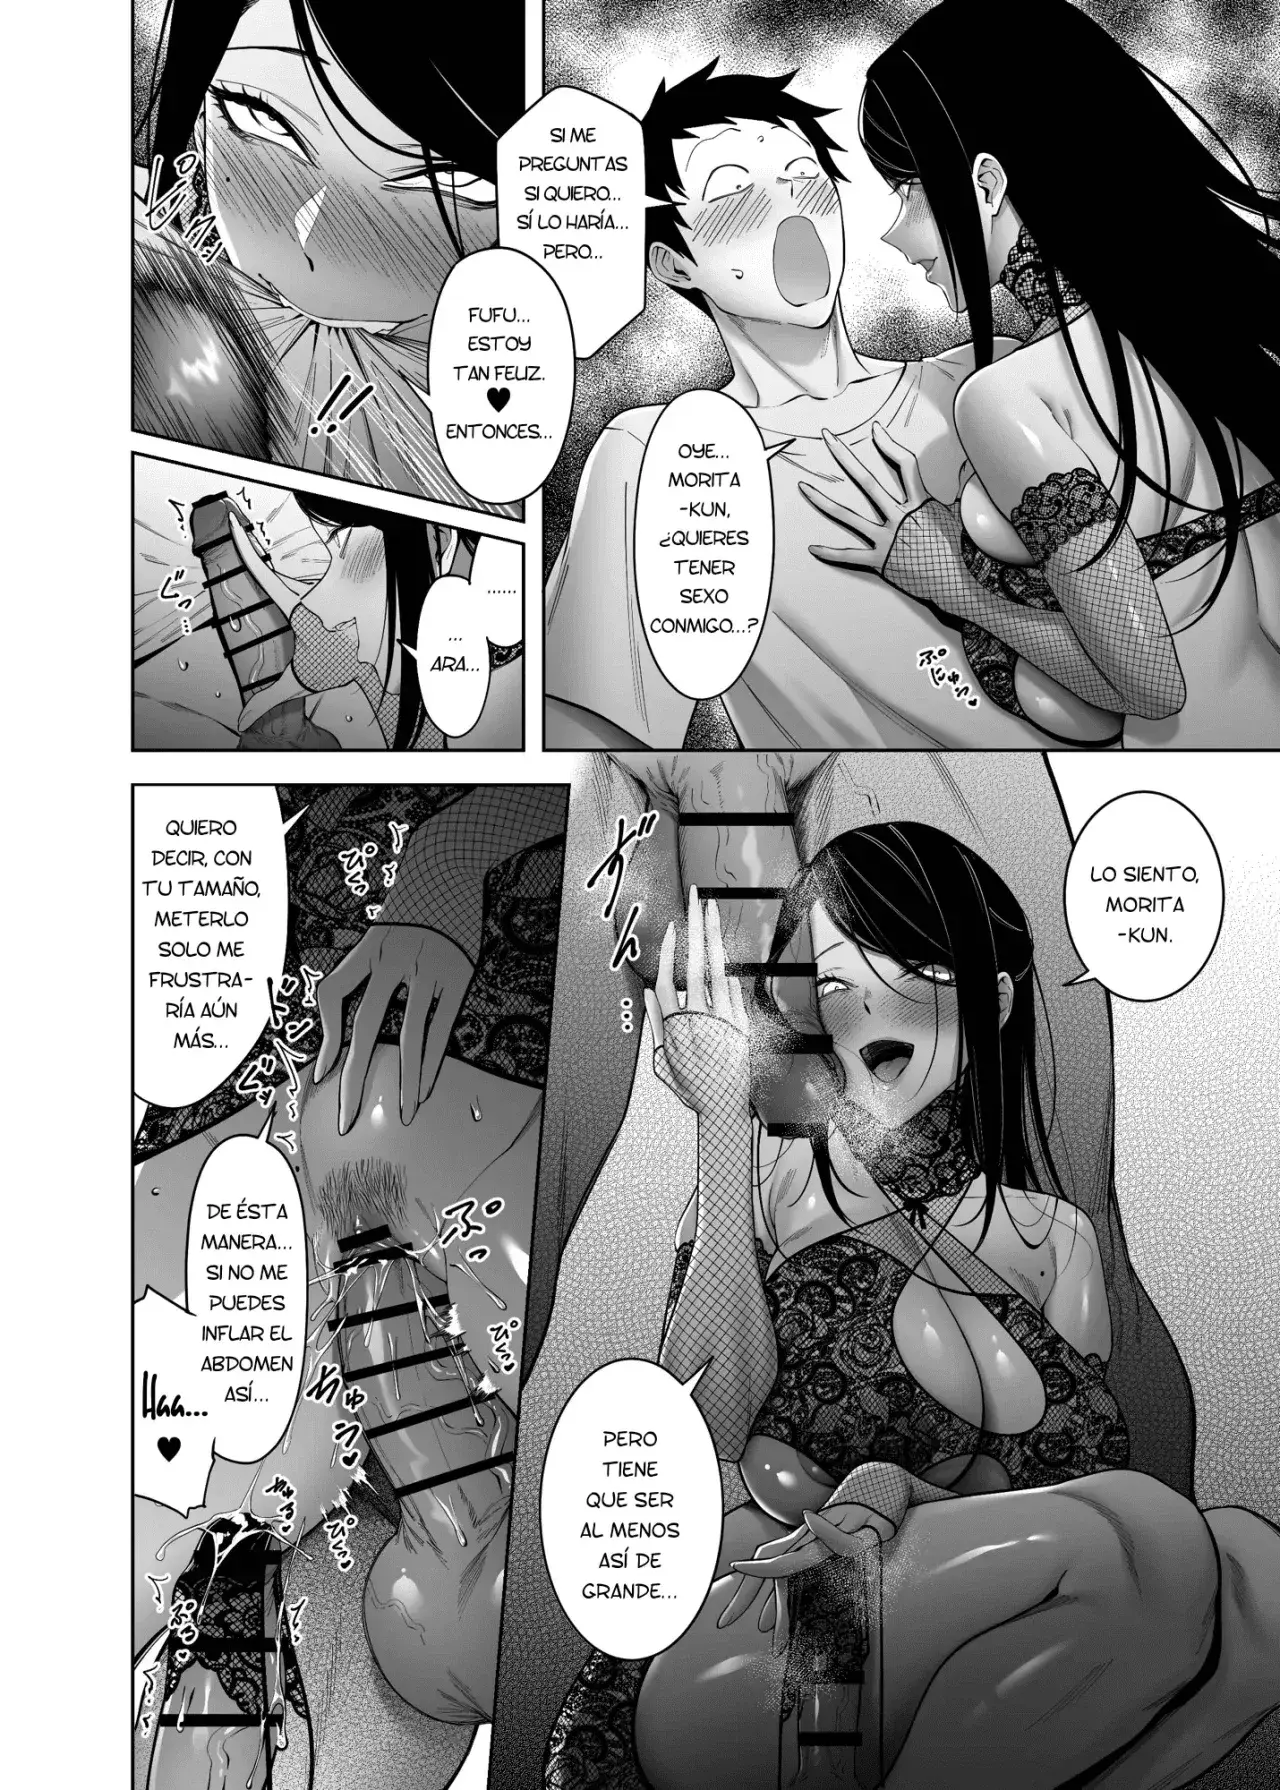 OYE...
MORITA
-KUN,
¿QUIERES
TENER
SEXO
CONMIGO...?
SI ME
PREGUNTAS
SI QUIERO...
SÍ LO HARÍA...
PERO...
FUFU...
ESTOY
TAN FELIZ.
♥
ENTONCES...
!!
......
...
ARA...
LO SIENTO,
MORITA
-KUN.
PERO
TIENE
QUE SER
AL MENOS
ASÍ DE
GRANDE...
QUIERO
DECIR, CON
TU TAMAÑO,
METERLO
SOLO ME
FRUSTRA-
RÍA AÚN
MÁS...
DE ÉSTA
MANERA...
SI NO ME
PUEDES
INFLAR EL
ABDOMEN
ASÍ...
Haa...
♥